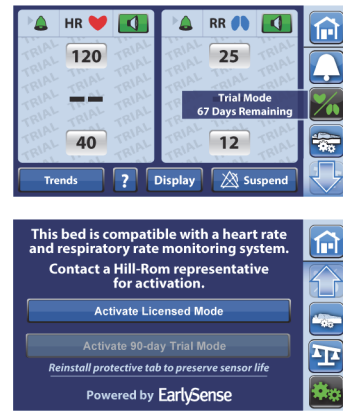 HR
RR
TRIAL
120
25
-- 
Trial Mode
67 Days Remaining
40
12
Trends
?
Display
Suspend
This bed is compatible with a heart rate
and respiratory rate monitoring system.
Contact a Hill-Rom representative
for activation.
Activate Licensed Mode
Activate 90-day Trial Mode
Reinstall protective tab to preserve sensor life
Powered by EarlySense